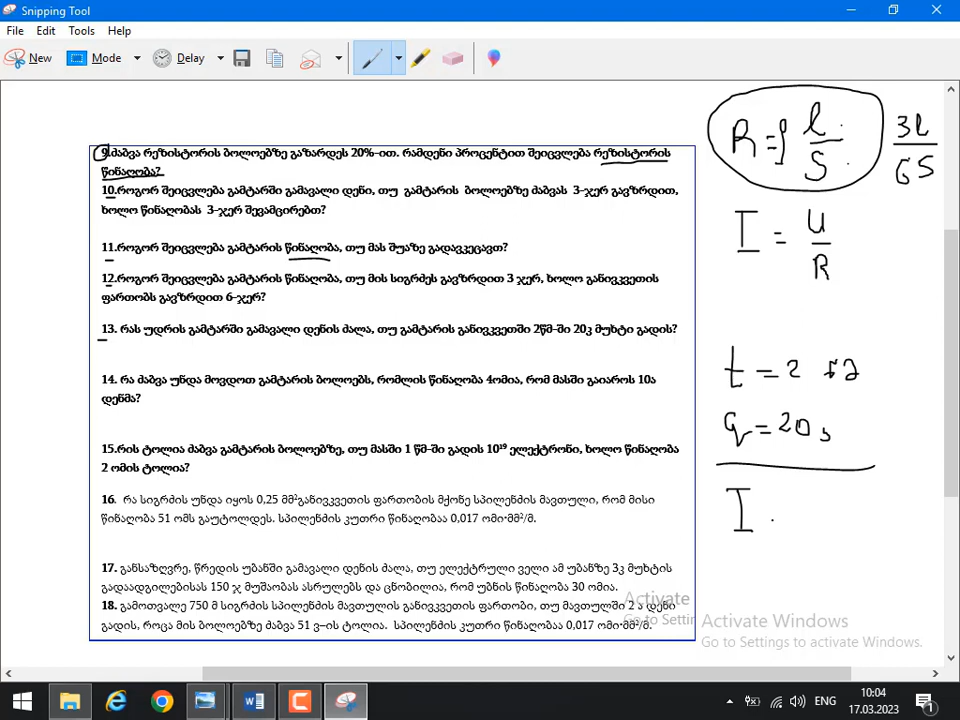 Snipping Tool
File Edit Tools Help
New Mode Delay
9.ძაბვა რეზისტორის ბოლოებზე გაზარდეს 20%-ით. რამდენი პროცენტით შეიცვლება რეზისტორის
წინაღობა?
10.როგორ შეიცვლება გამტარში გამავალი დენი, თუ გამტარის ბოლოებზე ძაბვას 3-ჯერ გავზრდით,
ხოლო წინაღობას 3-ჯერ შევამცირებთ?
11.როგორ შეიცვლება გამტარის წინაღობა, თუ მას შუაზე გადავკეცავთ?
12.როგორ შეიცვლება გამტარის წინაღობა, თუ მის სიგრძეს გავზრდით 3 ჯერ, ხოლო განივკვეთის
ფართობს გავზრდით 6-ჯერ?
13. რას უდრის გამტარში გამავალი დენის ძალა, თუ გამტარის განივკვეთში 2წმ-ში 20კ მუხტი გადის?
14. რა ძაბვა უნდა მოვდოთ გამტარის ბოლოებს, რომლის წინაღობა 4ომია, რომ მასში გაიაროს 10ა
დენმა?
15.რის ტოლია ძაბვა გამტარის ბოლოებზე, თუ მასში 1 წმ-ში გადის 10¹⁹ ელექტრონი, ხოლო წინაღობა
2 ომის ტოლია?
16. რა სიგრძის უნდა იყოს 0,25 მმ²განივკვეთის ფართობის მქონე სპილენძის მავთული, რომ მისი
წინაღობა 51 ომს გაუტოლდეს. სპილენძის კუთრი წინაღობაა 0,017 ომი·მმ²/მ.
17. განსაზღვრე, წრედის უბანში გამავალი დენის ძალა, თუ ელექტრული ველი ამ უბანზე 3კ მუხტის
გადაადგილებისას 150 ჯ მუშაობას ასრულებს და ცნობილია, რომ უბნის წინაღობა 30 ომია.
18. გამოთვალე 750 მ სიგრძის სპილენძის მავთულის განივკვეთის ფართობი, თუ მავთულში 2 ა დენი
გადის, როცა მის ბოლოებზე ძაბვა 51 ვ–ის ტოლია. სპილენძის კუთრი წინაღობაა 0,017 ომი·მმ²/მ.
R = ρ l/S 3l/6S
I = U/R
t = 2 წმ
q = 20 კ
I
Activate
Go to Settin
Activate Windows
Go to Settings to activate Windows.
ENG
10:04
17.03.2023
1